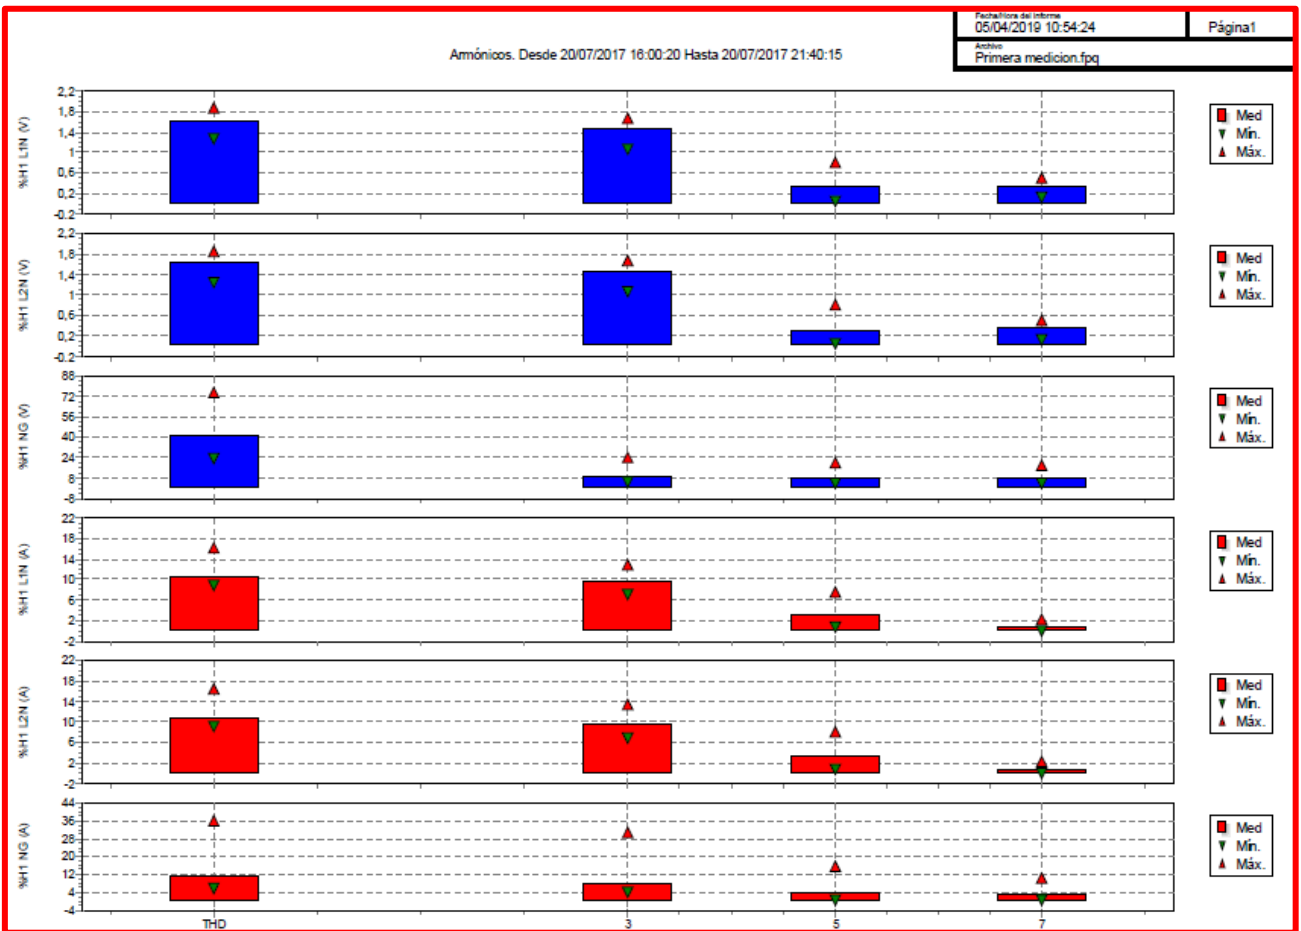 Fecha/Hora del informe
05/04/2019 10:54:24
Página1
Archivo
Primera medicion.fpq
Armónicos. Desde 20/07/2017 16:00:20 Hasta 20/07/2017 21:40:15
%H1 L1N (V)
2,2
1,8
1,4
1
0,6
0,2
-0,2
Med
Mín.
Máx.
%H1 L2N (V)
2,2
1,8
1,4
1
0,6
0,2
-0,2
Med
Mín.
Máx.
%H1 NG (V)
88
72
56
40
24
8
-8
Med
Mín.
Máx.
%H1 L1N (A)
22
18
14
10
6
2
-2
Med
Mín.
Máx.
%H1 L2N (A)
22
18
14
10
6
2
-2
Med
Mín.
Máx.
%H1 NG (A)
44
36
28
20
12
4
-4
Med
Mín.
Máx.
THD 3 5 7